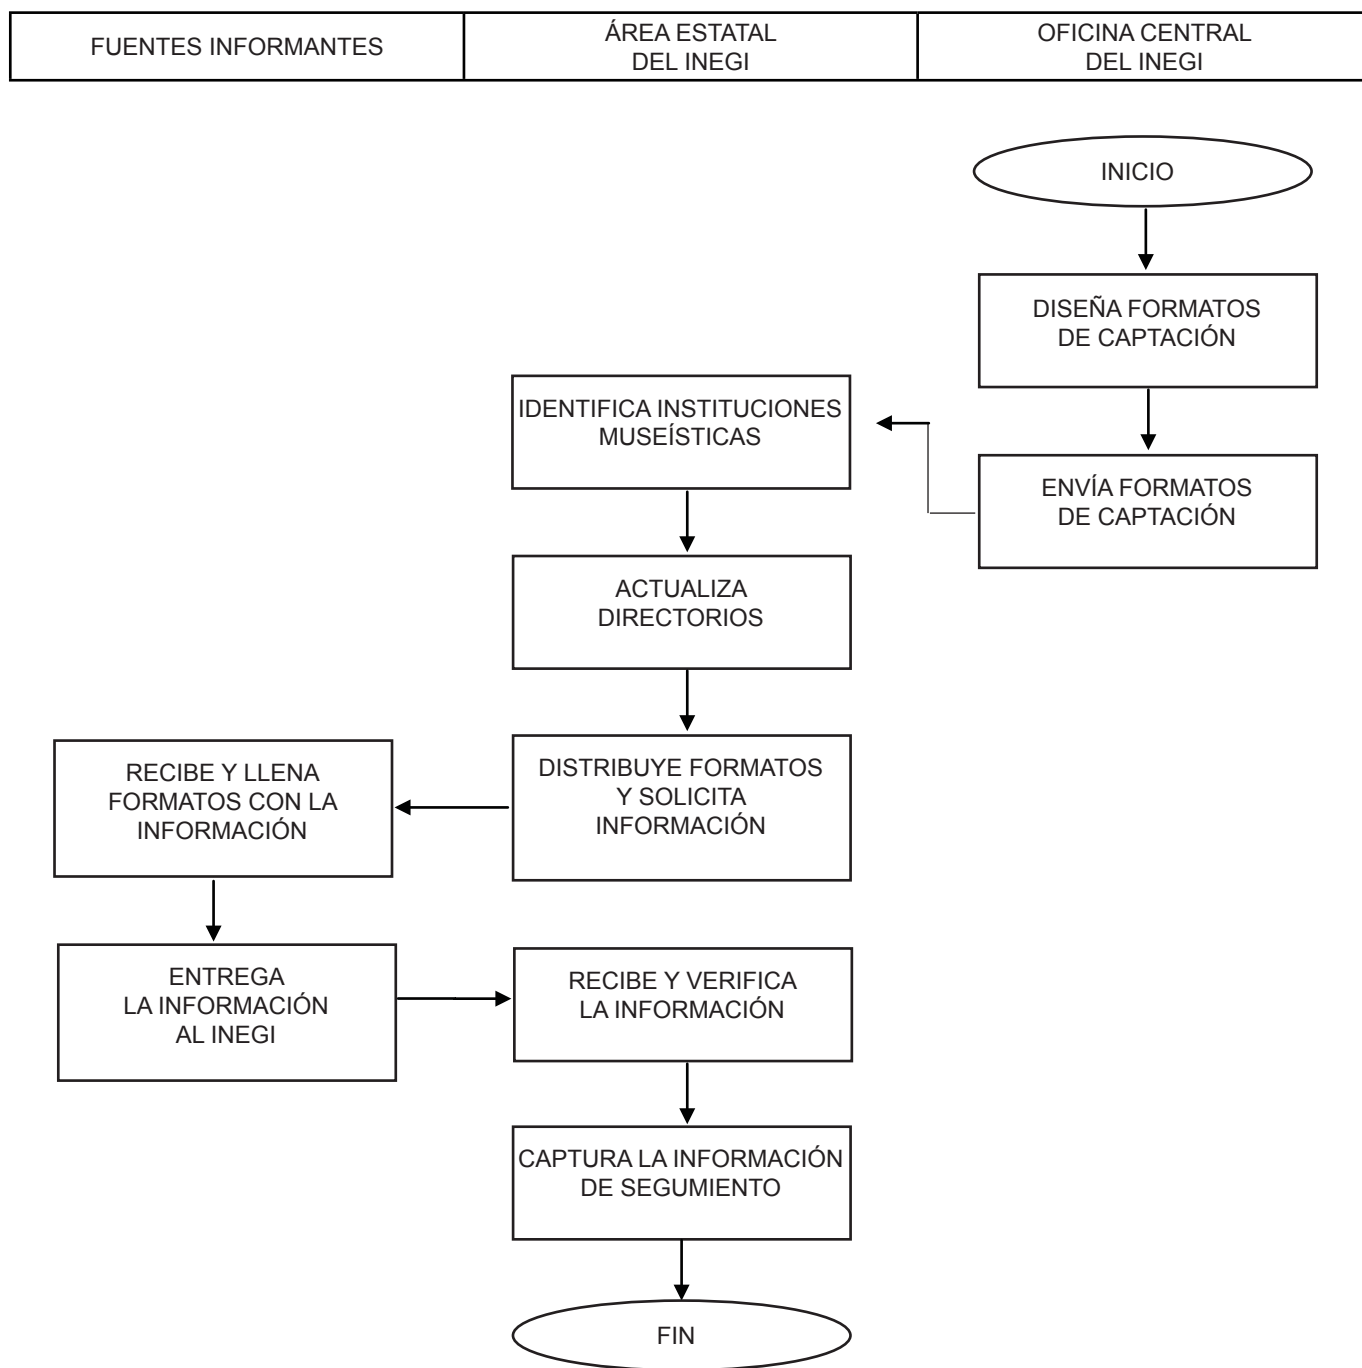 FUENTES INFORMANTES
ÁREA ESTATAL
DEL INEGI
OFICINA CENTRAL
DEL INEGI
INICIO
DISEÑA FORMATOS
DE CAPTACIÓN
ENVÍA FORMATOS
DE CAPTACIÓN
IDENTIFICA INSTITUCIONES
MUSEÍSTICAS
ACTUALIZA
DIRECTORIOS
DISTRIBUYE FORMATOS
Y SOLICITA
INFORMACIÓN
RECIBE Y LLENA
FORMATOS CON LA
INFORMACIÓN
ENTREGA
LA INFORMACIÓN
AL INEGI
RECIBE Y VERIFICA
LA INFORMACIÓN
CAPTURA LA INFORMACIÓN
DE SEGUMIENTO
FIN